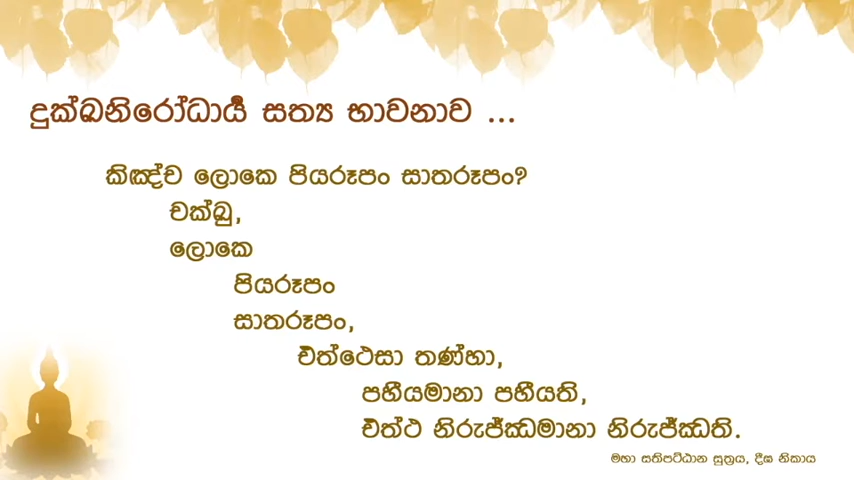 දුක්ඛනිරෝධාර්‍ය සත්‍ය භාවනාව ...
කිඤ්ච ලොකෙ පියරූපං සාතරූපං?
චක්ඛු,
ලොකෙ
පියරූපං
සාතරූපං,
එත්ථෙසා තණ්හා,
පහීයමානා පහීයති,
එත්ථ නිරුජ්ඣමානා නිරුජ්ඣති.
මහා සතිපට්ඨාන සුත්‍රය, දීඝ නිකාය